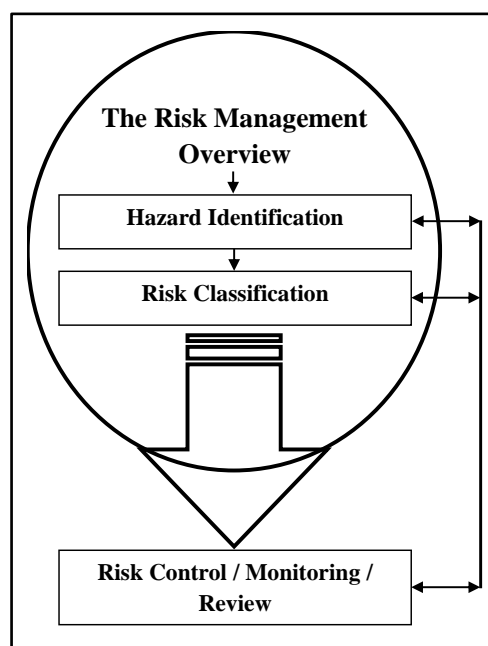 The Risk Management
Overview
Hazard Identification
Risk Classification
Risk Control / Monitoring /
Review